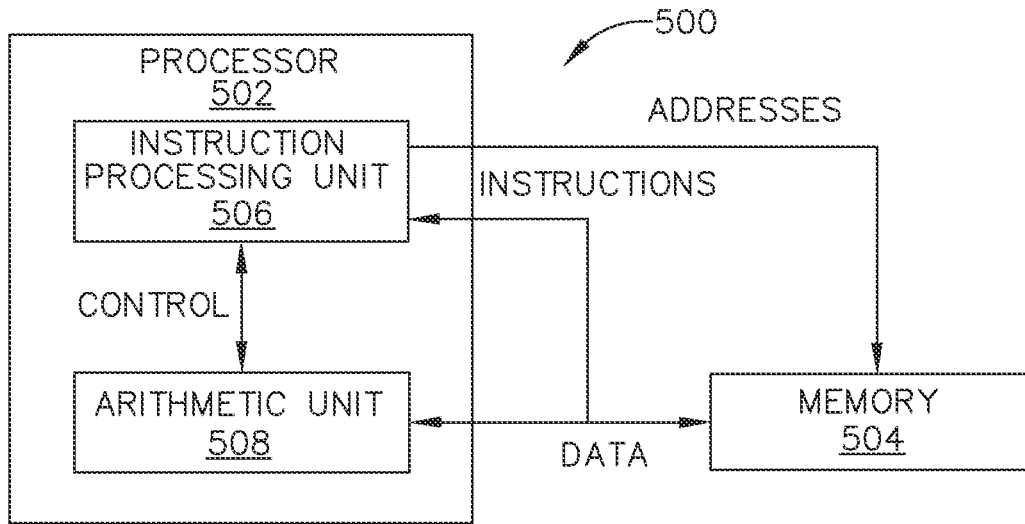 500
PROCESSOR
502
ADDRESSES
INSTRUCTION
PROCESSING UNIT
506
INSTRUCTIONS
CONTROL
ARITHMETIC UNIT
508
DATA
MEMORY
504